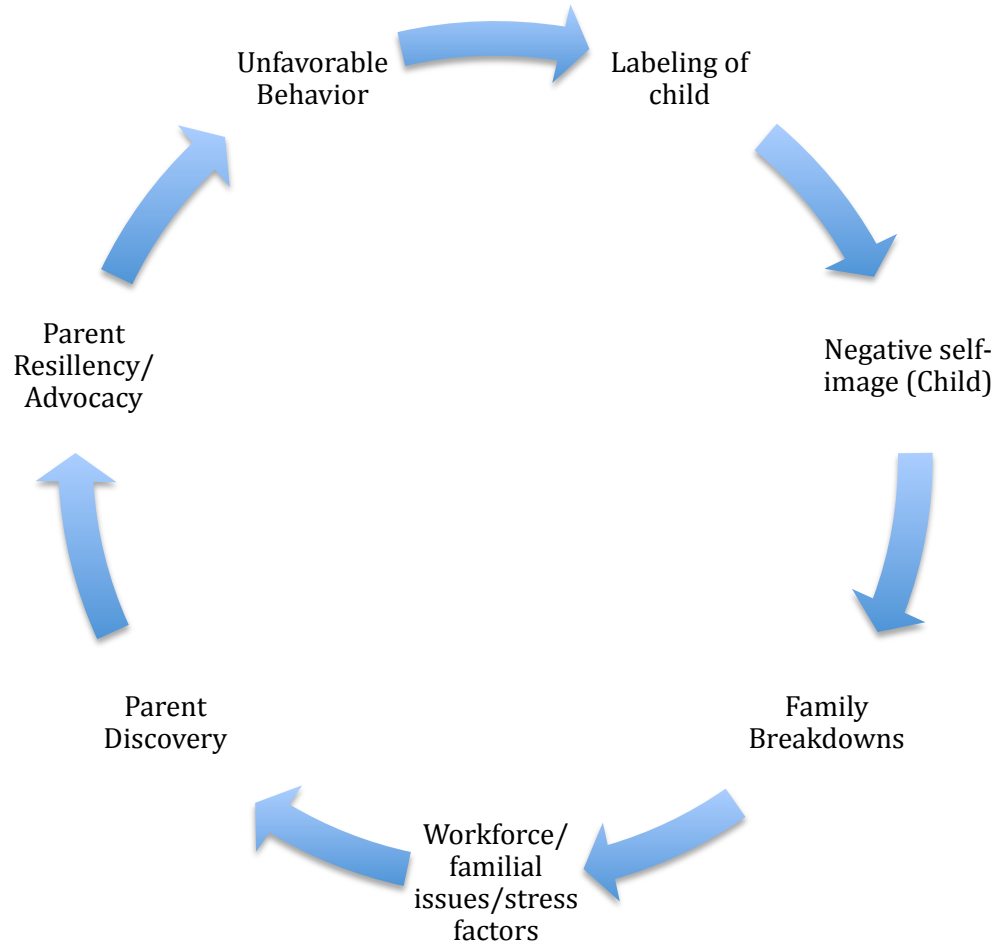 Unfavorable
Behavior
Labeling of
child
Negative self-
image (Child)
Family
Breakdowns
Workforce/
familial
issues/stress
factors
Parent
Discovery
Parent
Resillency/
Advocacy